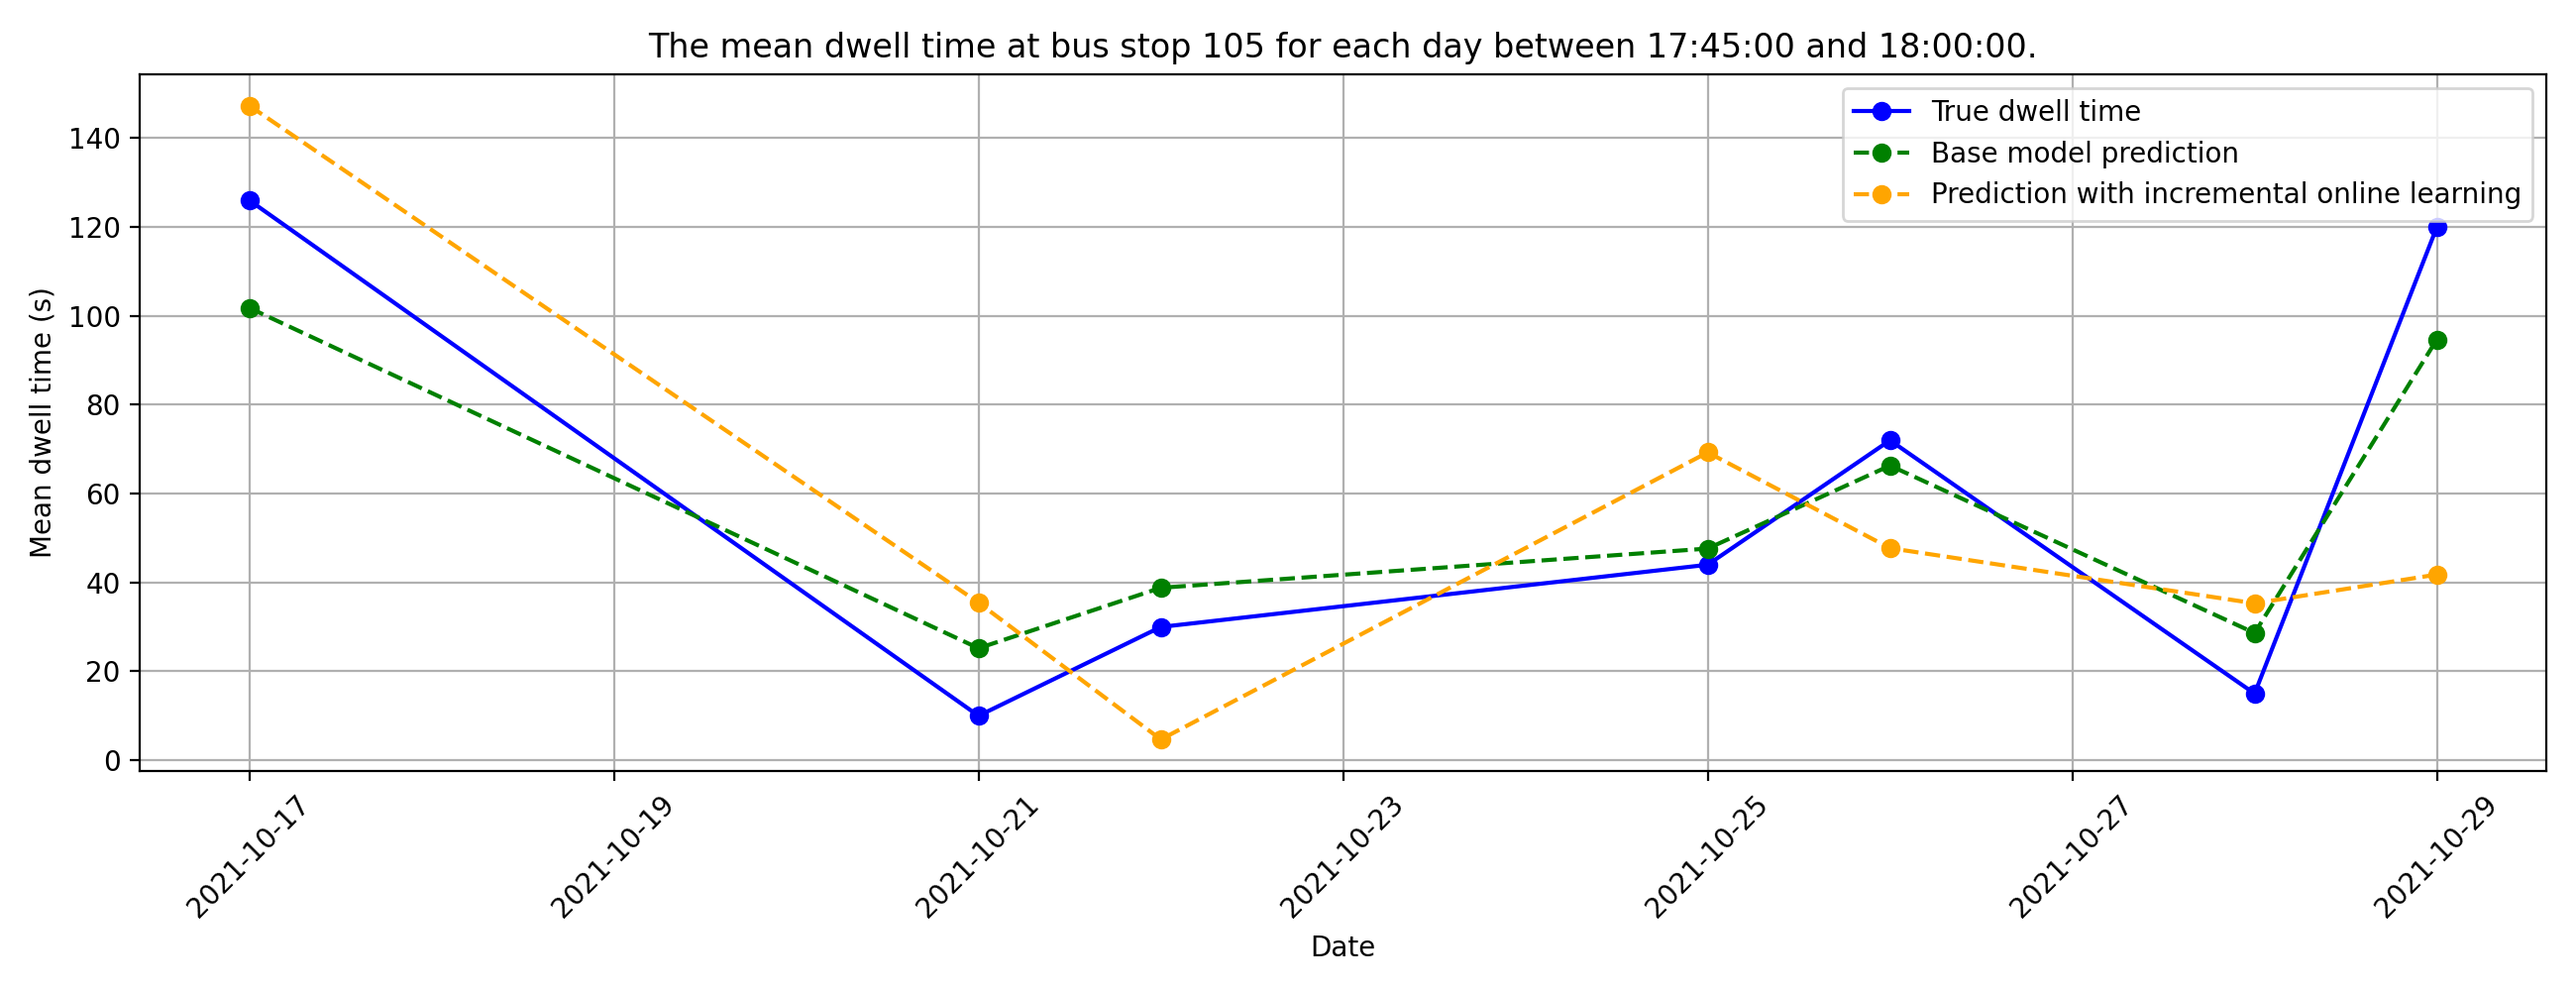 The mean dwell time at bus stop 105 for each day between 17:45:00 and 18:00:00.
True dwell time
Base model prediction
Prediction with incremental online learning
Mean dwell time (s)
140
120
100
80
60
40
20
0
2021-10-17
2021-10-19
2021-10-21
2021-10-23
2021-10-25
2021-10-27
2021-10-29
Date